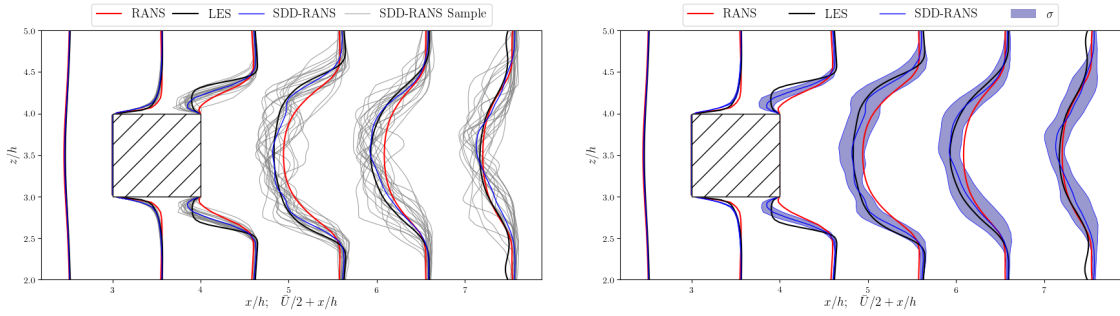 RANS LES SDD-RANS SDD-RANS Sample
5.0
4.5
4.0
3.5
3.0
2.5
2.0
z/h
3 4 5 6 7
x/h; Ū/2 + x/h
RANS LES SDD-RANS σ
5.0
4.5
4.0
3.5
3.0
2.5
2.0
z/h
3 4 5 6 7
x/h; Ū/2 + x/h